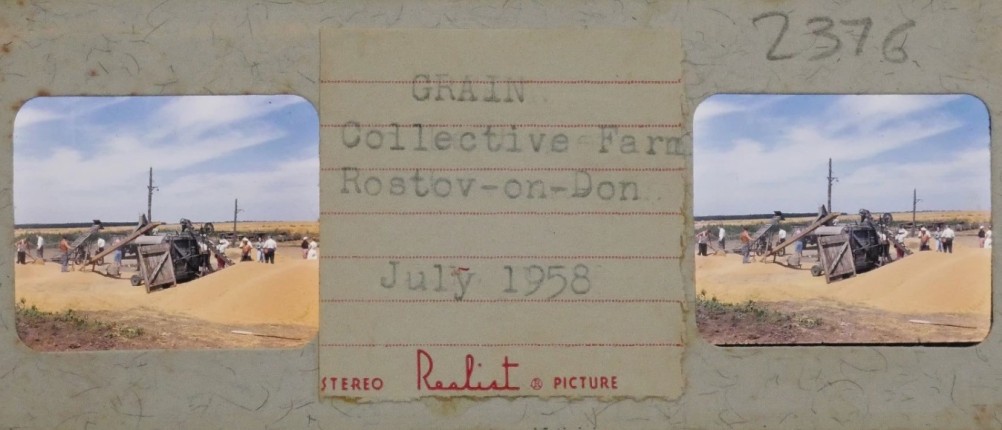 2376
GRAIN
Collective Farm
Rostov-on-Don
July 1958
STEREO Realist ® PICTURE